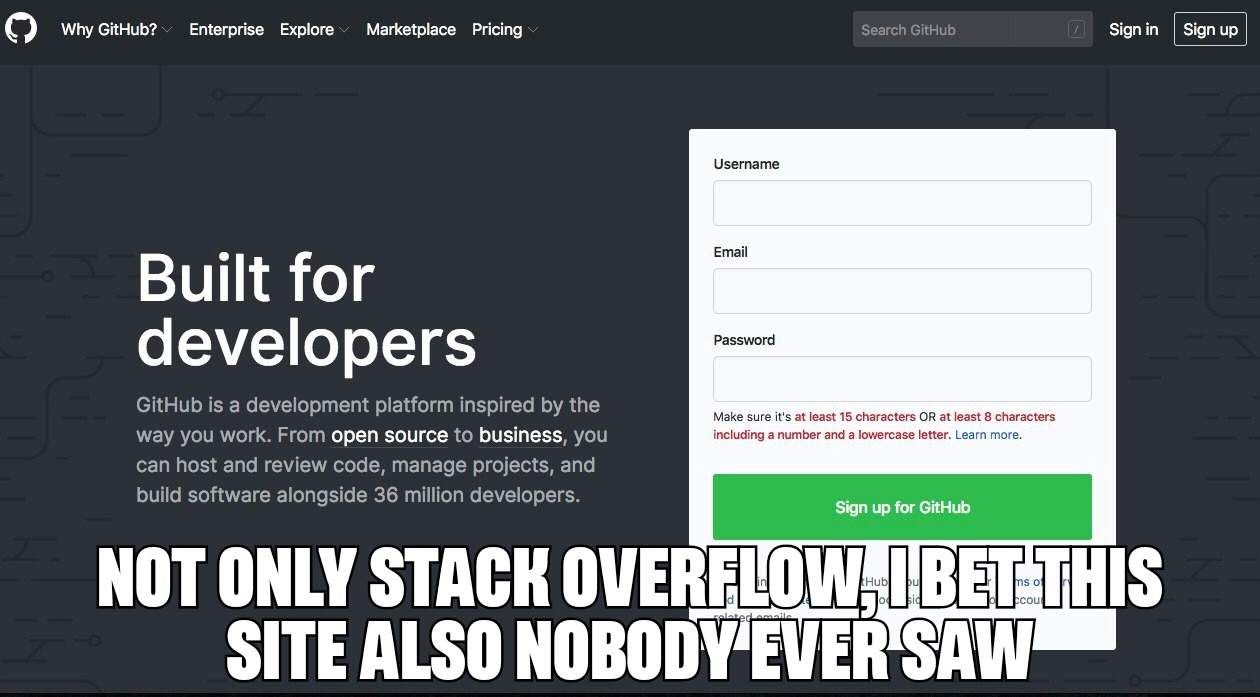 Why GitHub? Enterprise Explore Marketplace Pricing Search GitHub / Sign in Sign up
Built for
developers
GitHub is a development platform inspired by the
way you work. From open source to business, you
can host and review code, manage projects, and
build software alongside 36 million developers.
Username
Email
Password
Make sure it's at least 15 characters OR at least 8 characters
including a number and a lowercase letter. Learn more.
Sign up for GitHub
related emails.
NOT ONLY STACK OVERFLOW, I BET THIS
SITE ALSO NOBODY EVER SAW